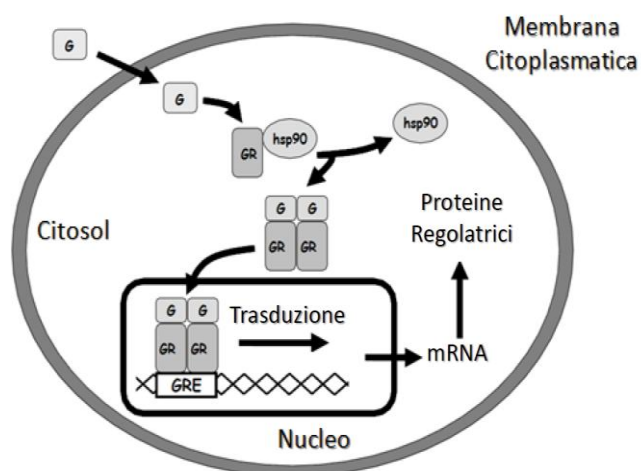 Membrana
Citoplasmatica
G
G
GR
hsp90
hsp90
G G
GR GR
Citosol
Proteine
Regolatrici
G G
GR GR
GRE
Trasduzione
mRNA
Nucleo